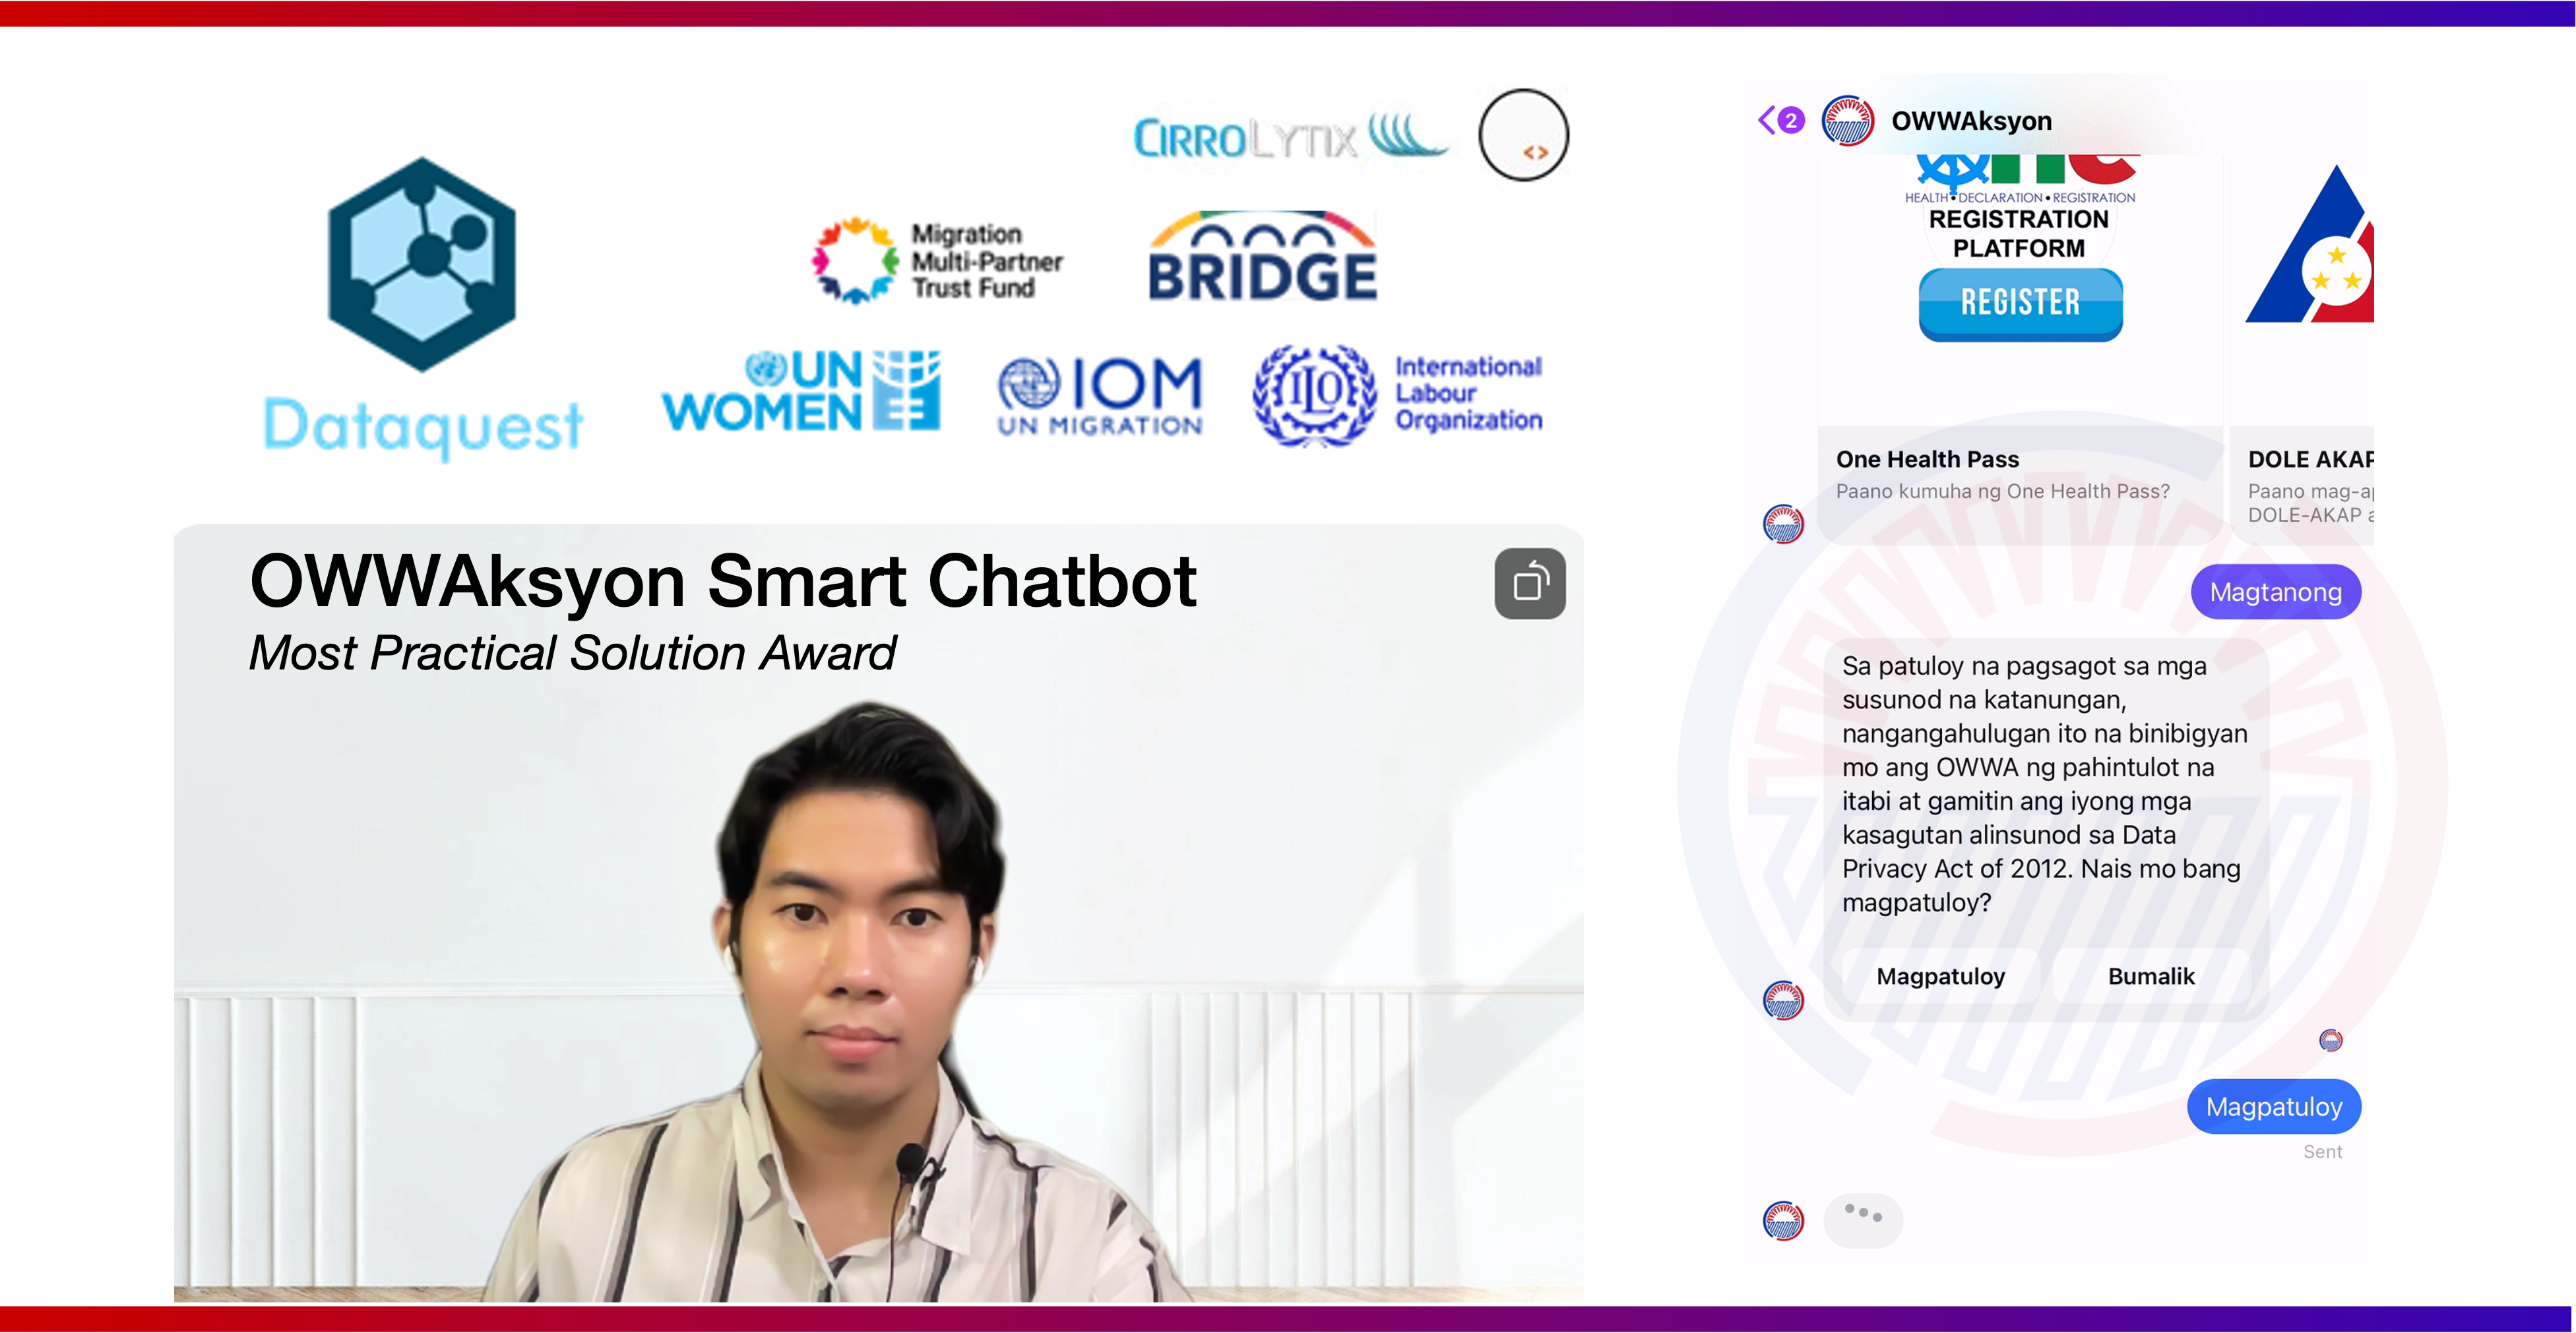 CIRROLYTIX
<>
Migration
Multi-Partner
Trust Fund
BRIDGE
Dataquest
UN
WOMEN
IOM
UN MIGRATION
ILO
International
Labour
Organization
OWWAksyon Smart Chatbot
Most Practical Solution Award
2
OWWAksyon
HEALTH • DECLARATION • REGISTRATION
REGISTRATION
PLATFORM
REGISTER
One Health Pass
Paano kumuha ng One Health Pass?
DOLE AKAP
Paano mag-ap
DOLE-AKAP a
Magtanong
Sa patuloy na pagsagot sa mga
susunod na katanungan,
nangangahulugan ito na binibigyan
mo ang OWWA ng pahintulot na
itabi at gamitin ang iyong mga
kasagutan alinsunod sa Data
Privacy Act of 2012. Nais mo bang
magpatuloy?
Magpatuloy
Bumalik
Magpatuloy
Sent